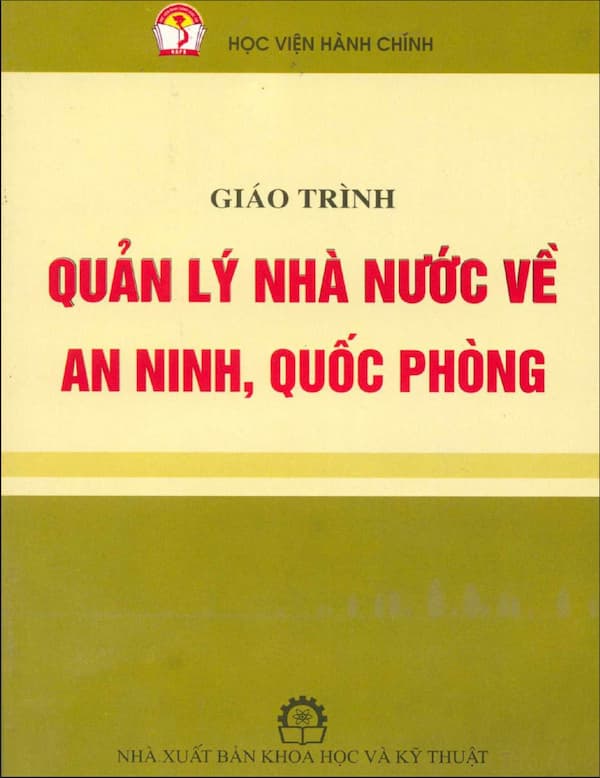 HỌC VIỆN HÀNH CHÍNH
GIÁO TRÌNH
QUẢN LÝ NHÀ NƯỚC VỀ
AN NINH, QUỐC PHÒNG
NHÀ XUẤT BẢN KHOA HỌC VÀ KỸ THUẬT